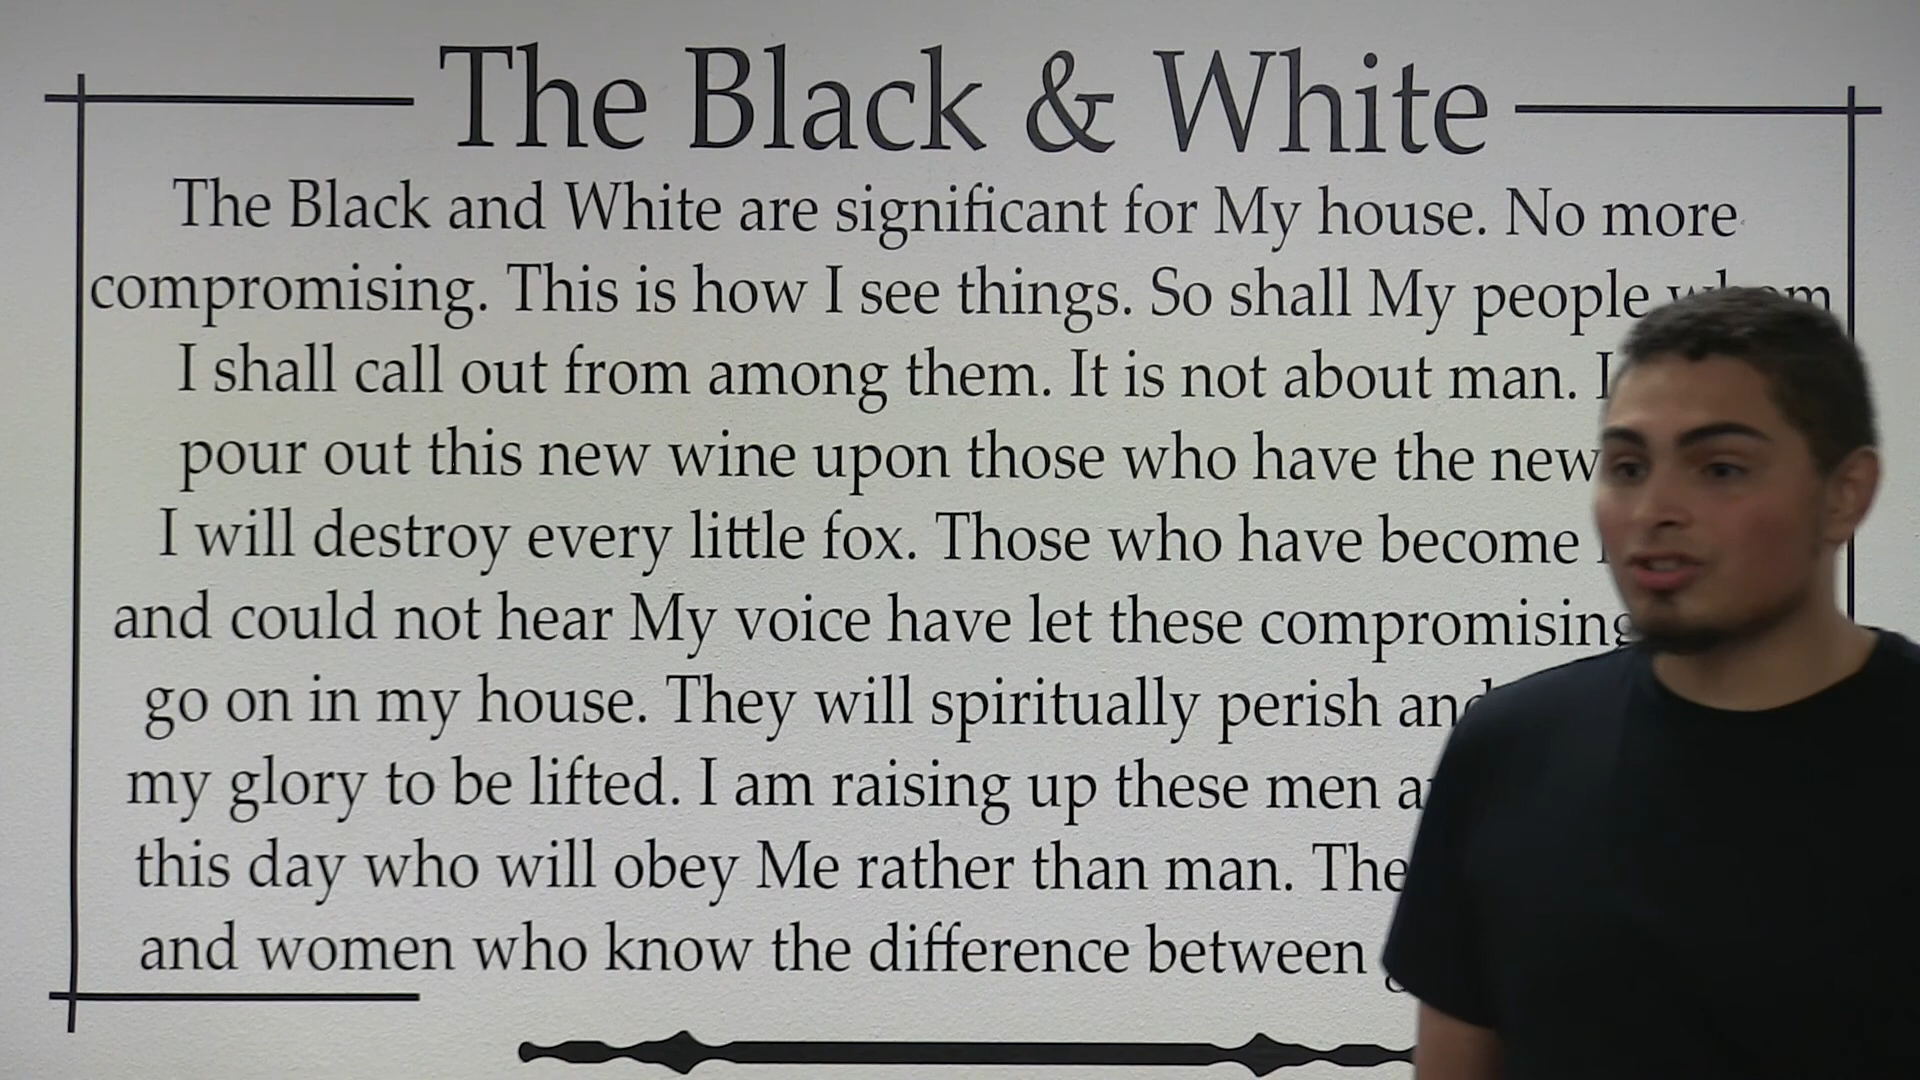 The Black & White
The Black and White are significant for My house. No more
compromising. This is how I see things. So shall My people
I shall call out from among them. It is not about man. I
pour out this new wine upon those who have the new
I will destroy every little fox. Those who have become
and could not hear My voice have let these compromising
go on in my house. They will spiritually perish and
my glory to be lifted. I am raising up these men
this day who will obey Me rather than man.
and women who know the difference between